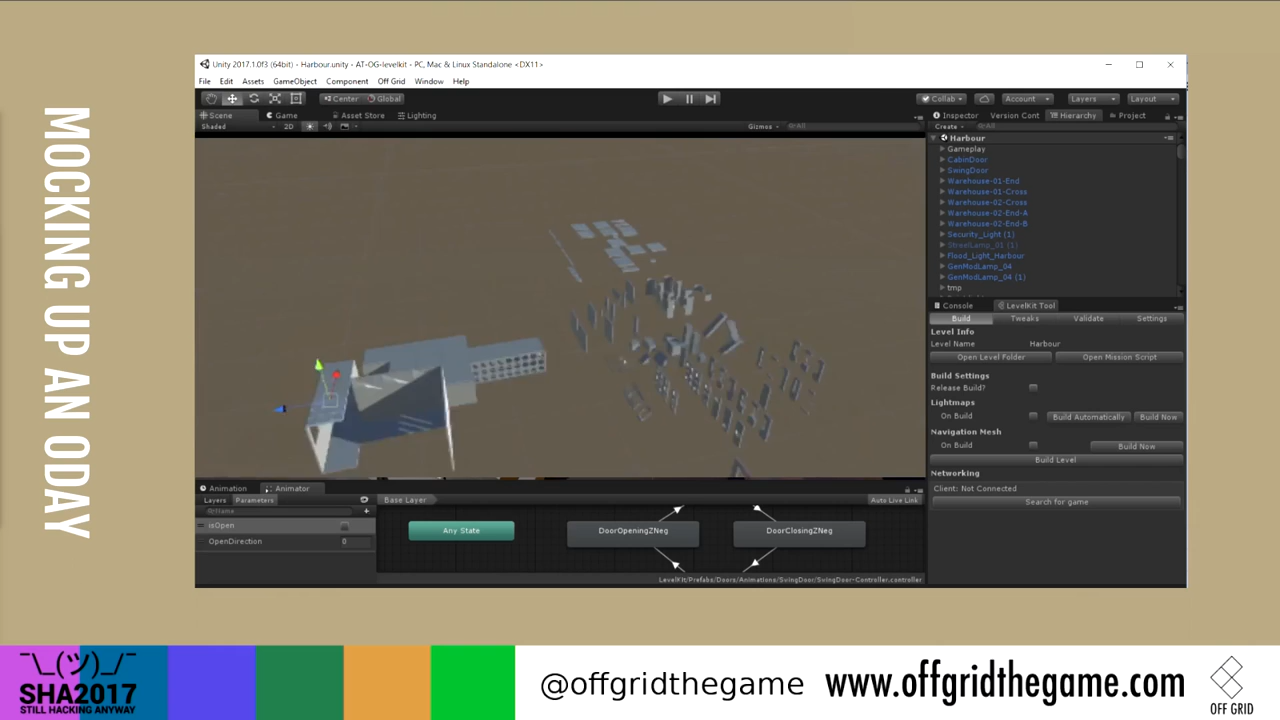 MOCKING UP AN 0DAY
Unity 2017.1.0f3 (64bit) - Harbour.unity - AT-OG-levelkit - PC, Mac & Linux Standalone <DX11>
File Edit Assets GameObject Component Off Grid Window Help
Center Global
Collab Account Layers Layout
Scene Game Asset Store Lighting
Shaded 2D Gizmos All
Inspector Version Cont Hierarchy Project
Create All
Harbour
Gameplay
CabinDoor
SwingDoor
Warehouse-01-End
Warehouse-01-Cross
Warehouse-02-Cross
Warehouse-02-End-A
Warehouse-02-End-B
Security_Light (1)
StreelLamp_01 (1)
Flood_Light_Harbour
GenModLamp_04
GenModLamp_04 (1)
tmp
Console LevelKit Tool
Build Tweaks Validate Settings
Level Info
Level Name Harbour
Open Level Folder Open Mission Script
Build Settings
Release Build?
Lightmaps
On Build Build Automatically Build Now
Navigation Mesh
On Build Build Now
Build Level
Networking
Client: Not Connected
Search for game
Animation Animator
Layers Parameters
Base Layer Auto Live Link
Name
isOpen
OpenDirection 0
Any State DoorOpeningZNeg DoorClosingZNeg
LevelKit/Prefabs/Doors/Animations/SwingDoor/SwingDoor-Controller.controller
¯\_(ツ)_/¯
SHA2017
STILL HACKING ANYWAY
@offgridthegame
www.offgridthegame.com
OFF GRID